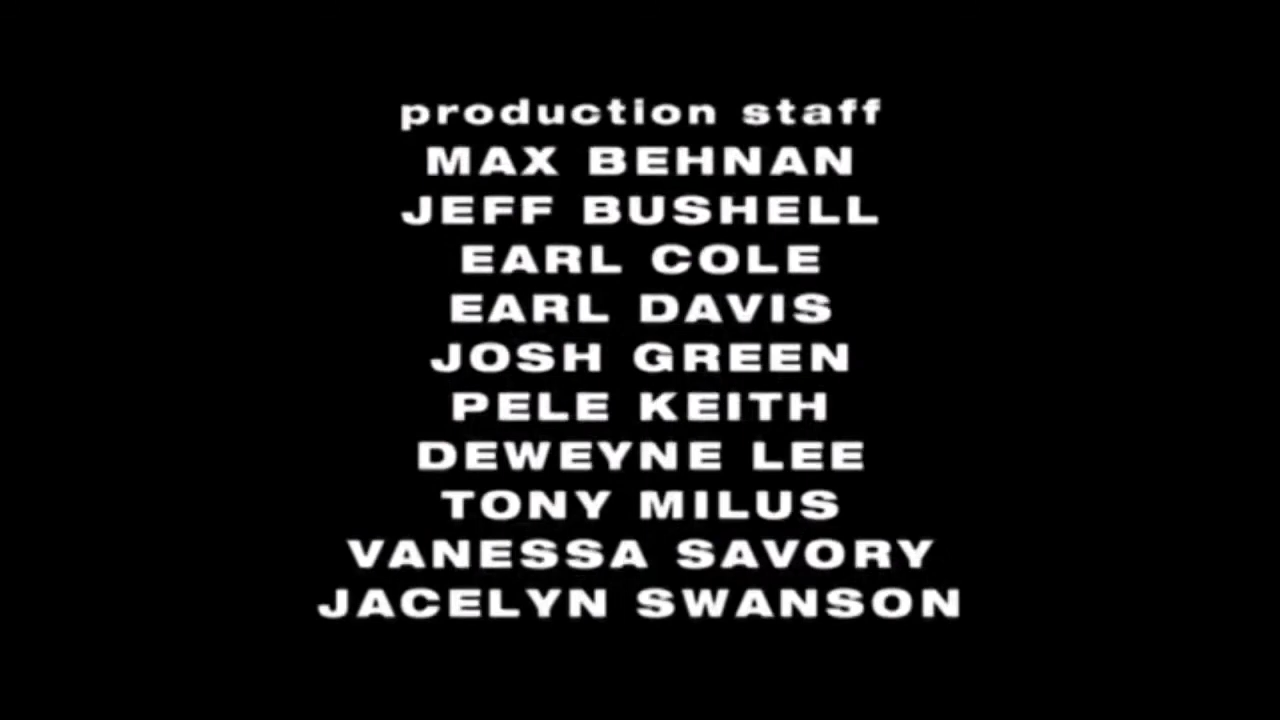 production staff
MAX BEHNAN
JEFF BUSHELL
EARL COLE
EARL DAVIS
JOSH GREEN
PELE KEITH
DEWEYNE LEE
TONY MILUS
VANESSA SAVORY
JACELYN SWANSON